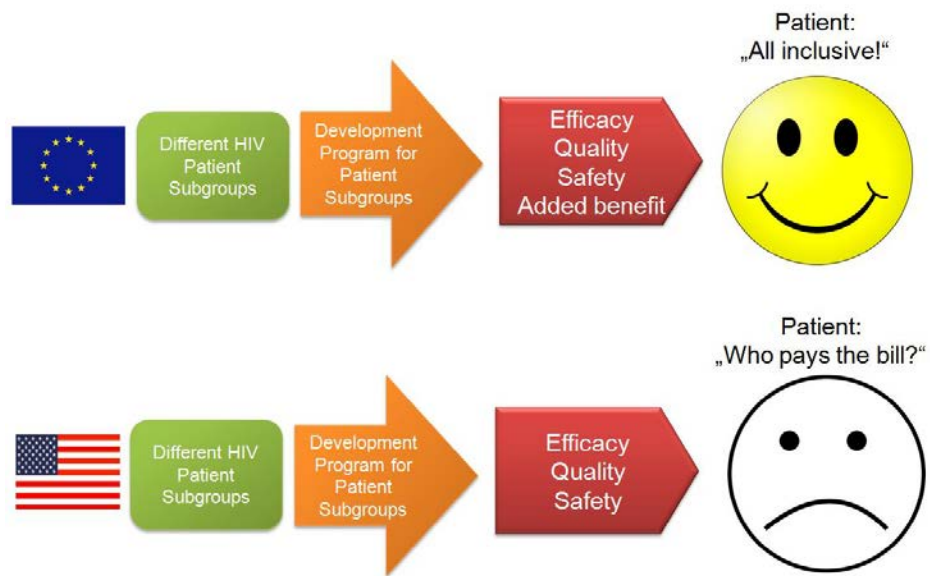 Patient:
„All inclusive!“
Different HIV
Patient
Subgroups
Development
Program for
Patient
Subgroups
Efficacy
Quality
Safety
Added benefit
Patient:
„Who pays the bill?“
Different HIV
Patient
Subgroups
Development
Program for
Patient
Subgroups
Efficacy
Quality
Safety